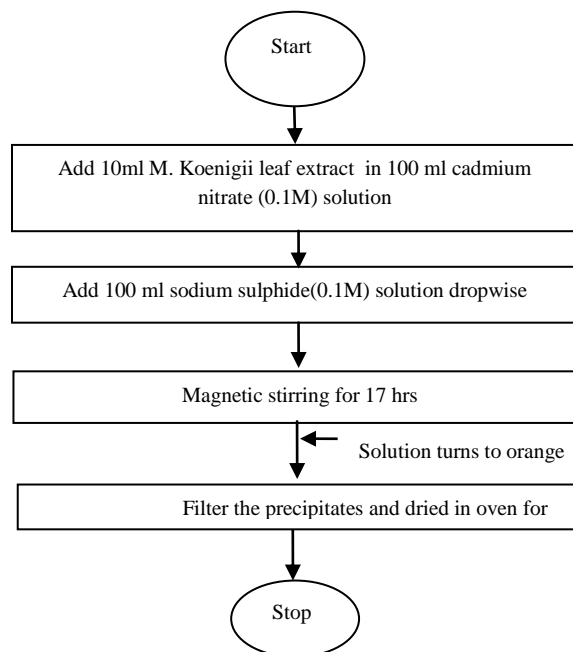 Start
Add 10ml M. Koenigii leaf extract in 100 ml cadmium
nitrate (0.1M) solution
Add 100 ml sodium sulphide(0.1M) solution dropwise
Magnetic stirring for 17 hrs
Solution turns to orange
Filter the precipitates and dried in oven for
Stop